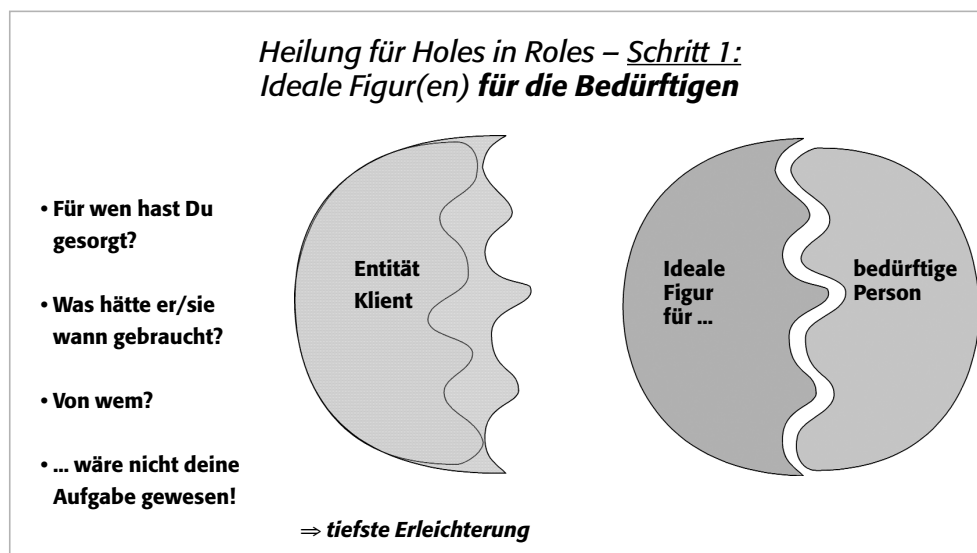 Heilung für Holes in Roles – Schritt 1:
Ideale Figur(en) für die Bedürftigen
• Für wen hast Du
gesorgt?
• Was hätte er/sie
wann gebraucht?
• Von wem?
• ... wäre nicht deine
Aufgabe gewesen!
Entität
Klient
Ideale
Figur
für ...
bedürftige
Person
⇒ tiefste Erleichterung